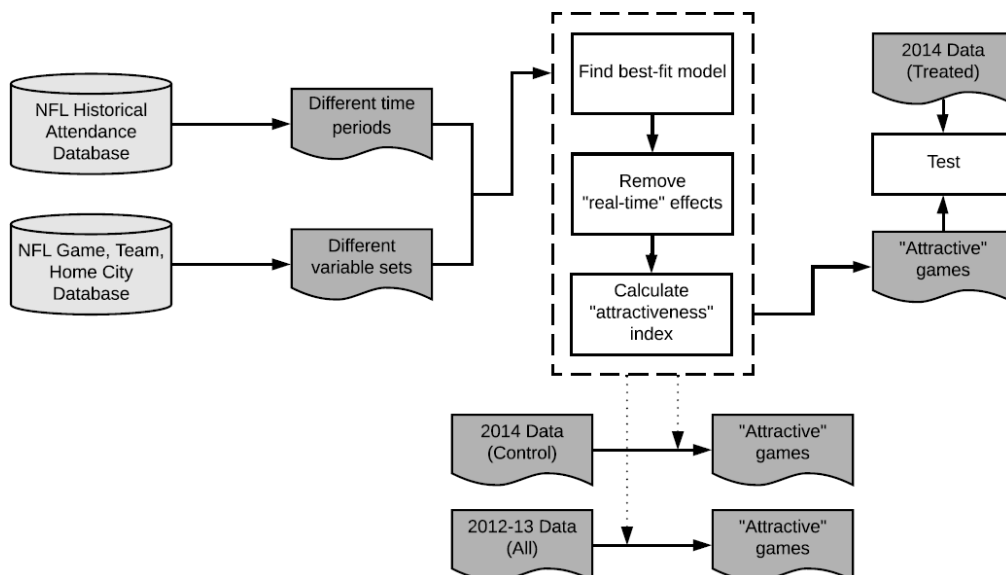 NFL Historical
Attendance
Database
Different time
periods
NFL Game, Team,
Home City
Database
Different
variable sets
Find best-fit model
Remove
"real-time" effects
Calculate
"attractiveness"
index
2014 Data
(Treated)
Test
"Attractive"
games
2014 Data
(Control)
"Attractive"
games
2012-13 Data
(All)
"Attractive"
games